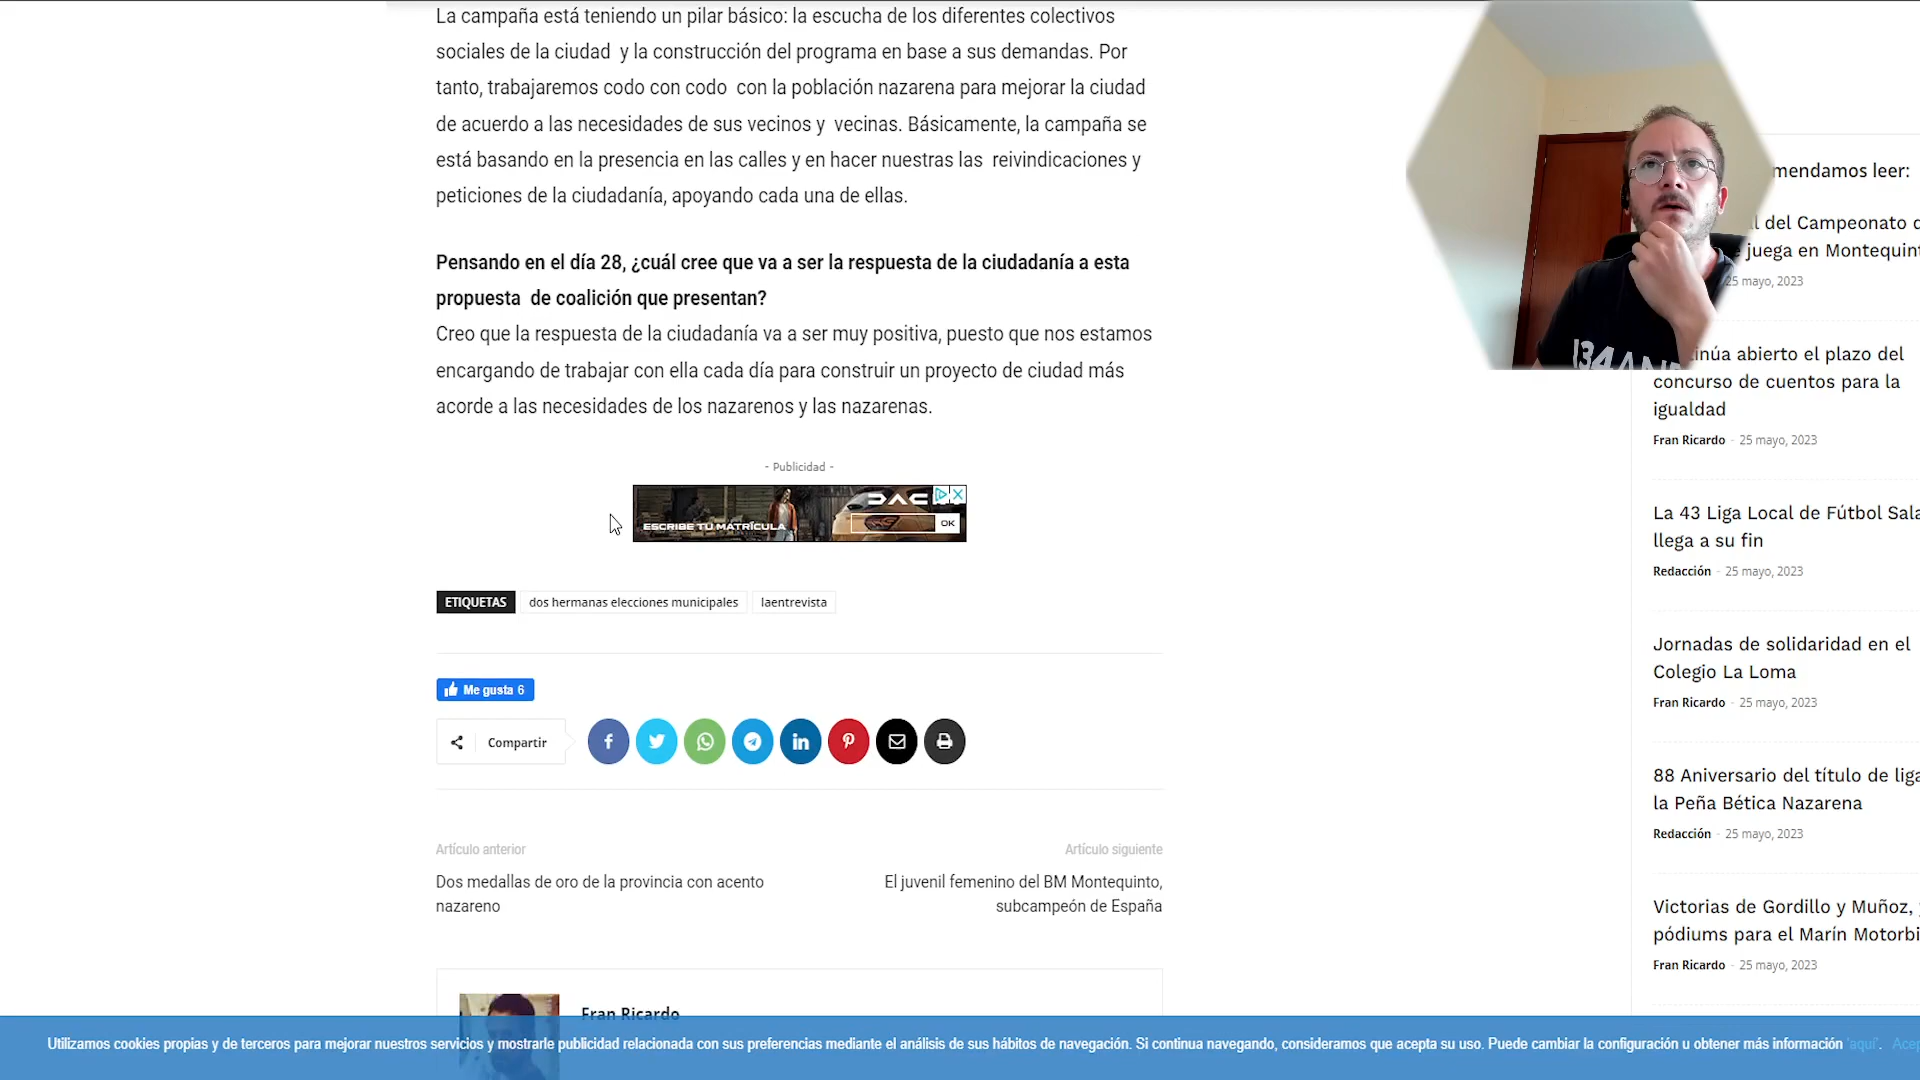 La campaña está teniendo un pilar básico: la escucha de los diferentes colectivos
sociales de la ciudad y la construcción del programa en base a sus demandas. Por
tanto, trabajaremos codo con codo con la población nazarena para mejorar la ciudad
de acuerdo a las necesidades de sus vecinos y vecinas. Básicamente, la campaña se
está basando en la presencia en las calles y en hacer nuestras las reivindicaciones y
peticiones de la ciudadanía, apoyando cada una de ellas.
Pensando en el día 28, ¿cuál cree que va a ser la respuesta de la ciudadanía a esta
propuesta de coalición que presentan?
Creo que la respuesta de la ciudadanía va a ser muy positiva, puesto que nos estamos
encargando de trabajar con ella cada día para construir un proyecto de ciudad más
acorde a las necesidades de los nazarenos y las nazarenas.
- Publicidad -
ESCRIBE TU MATRÍCULA
OK
ETIQUETAS
dos hermanas elecciones municipales
laentrevista
Me gusta 6
Compartir
Artículo anterior
Dos medallas de oro de la provincia con acento
nazareno
Artículo siguiente
El juvenil femenino del BM Montequinto,
subcampeón de España
Fran Ricardo
mendamos leer:
del Campeonato
juega en Montequint
25 mayo, 2023
abierto el plazo del
concurso de cuentos para la
igualdad
Fran Ricardo - 25 mayo, 2023
La 43 Liga Local de Fútbol Sala
llega a su fin
Redacción - 25 mayo, 2023
Jornadas de solidaridad en el
Colegio La Loma
Fran Ricardo - 25 mayo, 2023
88 Aniversario del título de liga
la Peña Bética Nazarena
Redacción - 25 mayo, 2023
Victorias de Gordillo y Muñoz,
pódiums para el Marín Motorbi
Fran Ricardo - 25 mayo, 2023
Utilizamos cookies propias y de terceros para mejorar nuestros servicios y mostrarle publicidad relacionada con sus preferencias mediante el análisis de sus hábitos de navegación. Si continua navegando, consideramos que acepta su uso. Puede cambiar la configuración u obtener más información 'aquí'. Acep